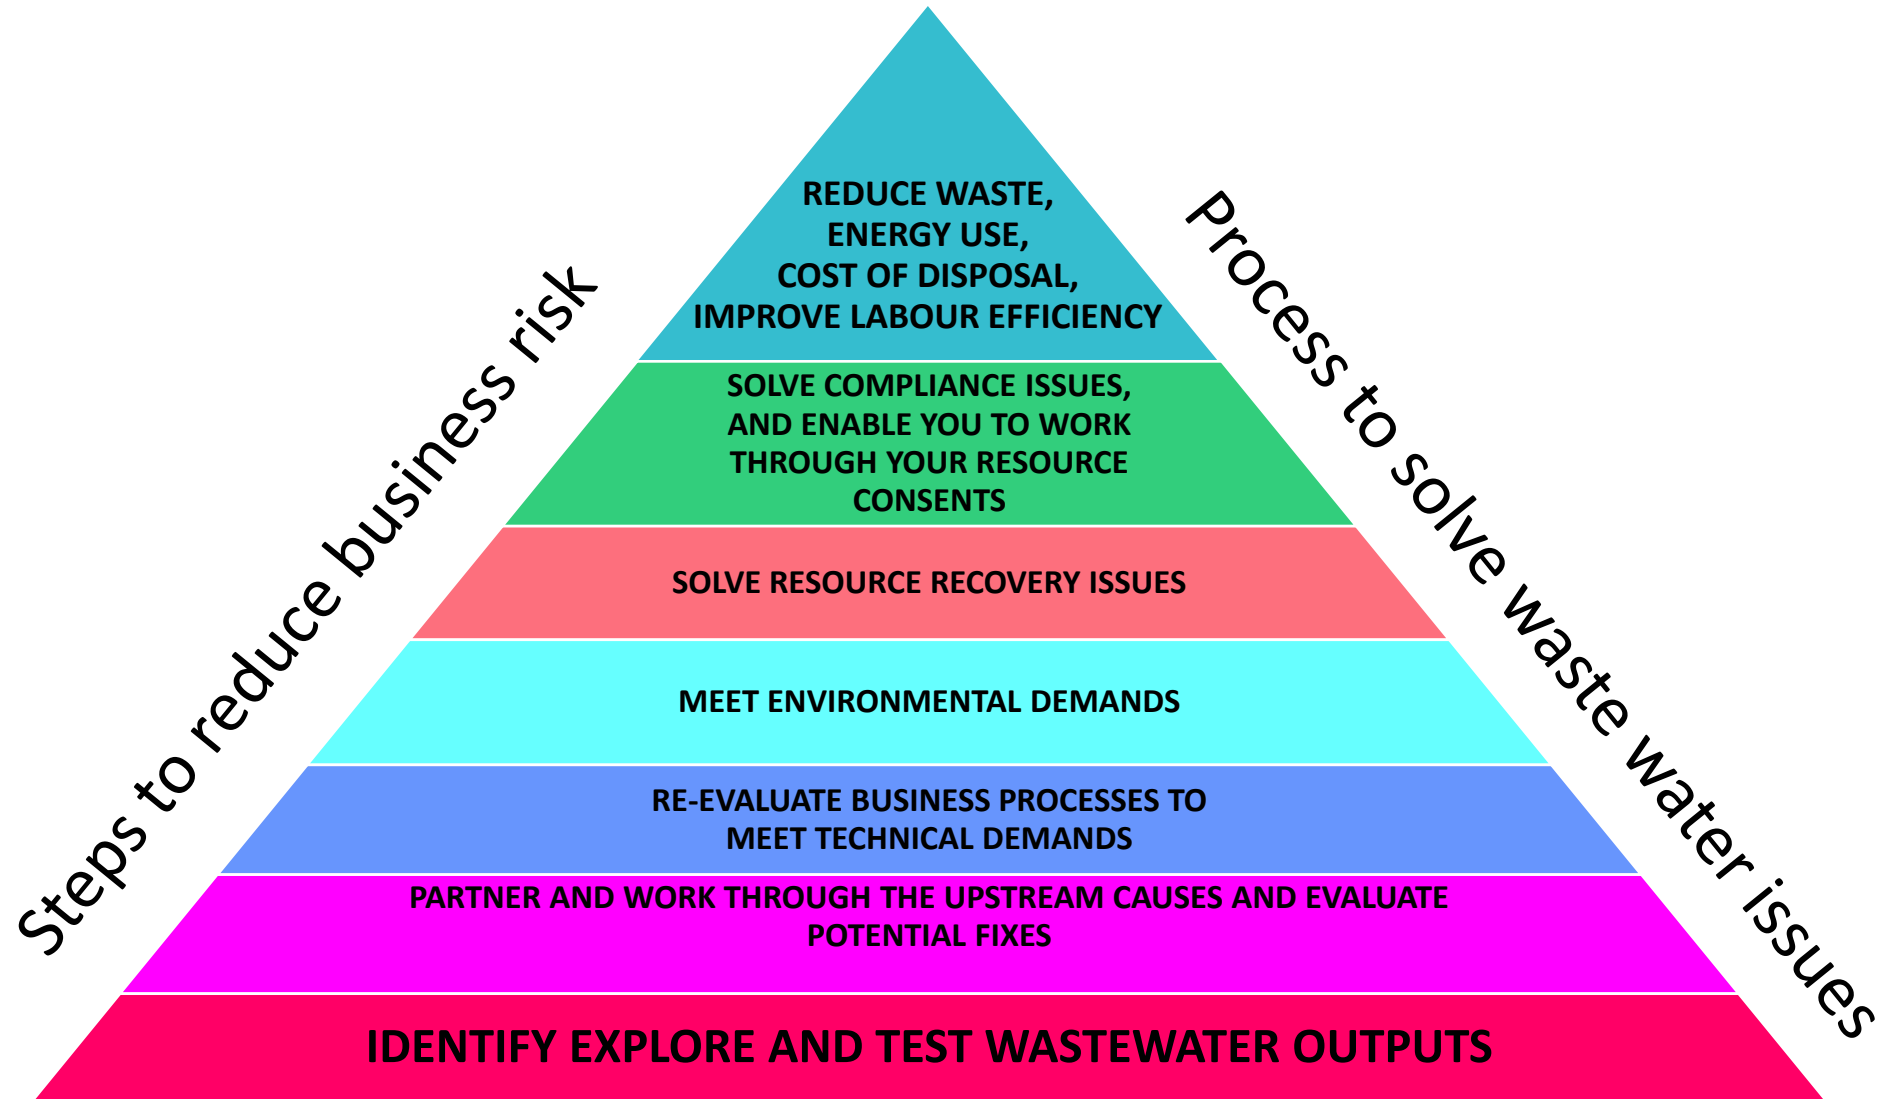 Steps to reduce business risk
Process to solve waste water issues
REDUCE WASTE,
ENERGY USE,
COST OF DISPOSAL,
IMPROVE LABOUR EFFICIENCY
SOLVE COMPLIANCE ISSUES,
AND ENABLE YOU TO WORK
THROUGH YOUR RESOURCE
CONSENTS
SOLVE RESOURCE RECOVERY ISSUES
MEET ENVIRONMENTAL DEMANDS
RE-EVALUATE BUSINESS PROCESSES TO
MEET TECHNICAL DEMANDS
PARTNER AND WORK THROUGH THE UPSTREAM CAUSES AND EVALUATE
POTENTIAL FIXES
IDENTIFY EXPLORE AND TEST WASTEWATER OUTPUTS